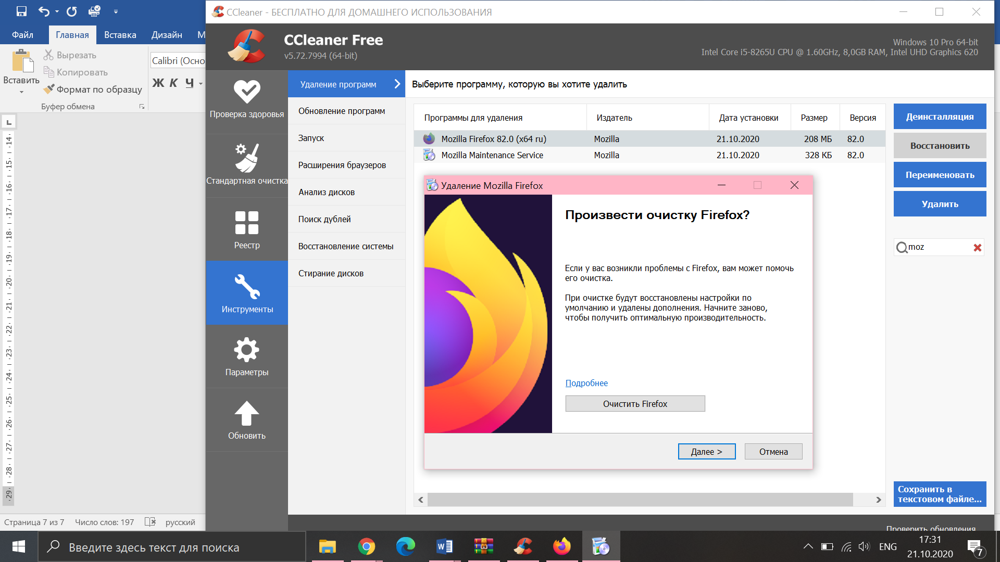 Файл
Главная
Вставка
Дизайн
М
Вставить
Вырезать
Копировать
Формат по образцу
Буфер обмена
Calibri (Осно
Ж К Ч
L
14
15
16
17
18
19
20
21
22
23
24
25
26
27
28
29
Страница 7 из 7
Число слов: 197
русский
CCleaner - БЕСПЛАТНО ДЛЯ ДОМАШНЕГО ИСПОЛЬЗОВАНИЯ
CCleaner Free
v5.72.7994 (64-bit)
Windows 10 Pro 64-bit
Intel Core i5-8265U CPU @ 1.60GHz, 8,0GB RAM, Intel UHD Graphics 620
Проверка здоровья
Стандартная очистка
Реестр
Инструменты
Параметры
Обновить
Удаление программ
Обновление программ
Запуск
Расширения браузеров
Анализ дисков
Поиск дублей
Восстановление системы
Стирание дисков
Выберите программу, которую вы хотите удалить
Программы для удаления
Издатель
Дата установки
Размер
Версия
Mozilla Firefox 82.0 (x64 ru)
Mozilla
21.10.2020
208 МБ
82.0
Mozilla Maintenance Service
Mozilla
21.10.2020
328 КБ
82.0
Деинсталляция
Восстановить
Переименовать
Удалить
moz
Сохранить в
текстовом файле...
Удаление Mozilla Firefox
Произвести очистку Firefox?
Если у вас возникли проблемы с Firefox, вам может помочь
его очистка.
При очистке будут восстановлены настройки по
умолчанию и удалены дополнения. Начните заново,
чтобы получить оптимальную производительность.
Подробнее
Очистить Firefox
Далее >
Отмена
Проверить обновления
Введите здесь текст для поиска
ENG
17:31
21.10.2020
7